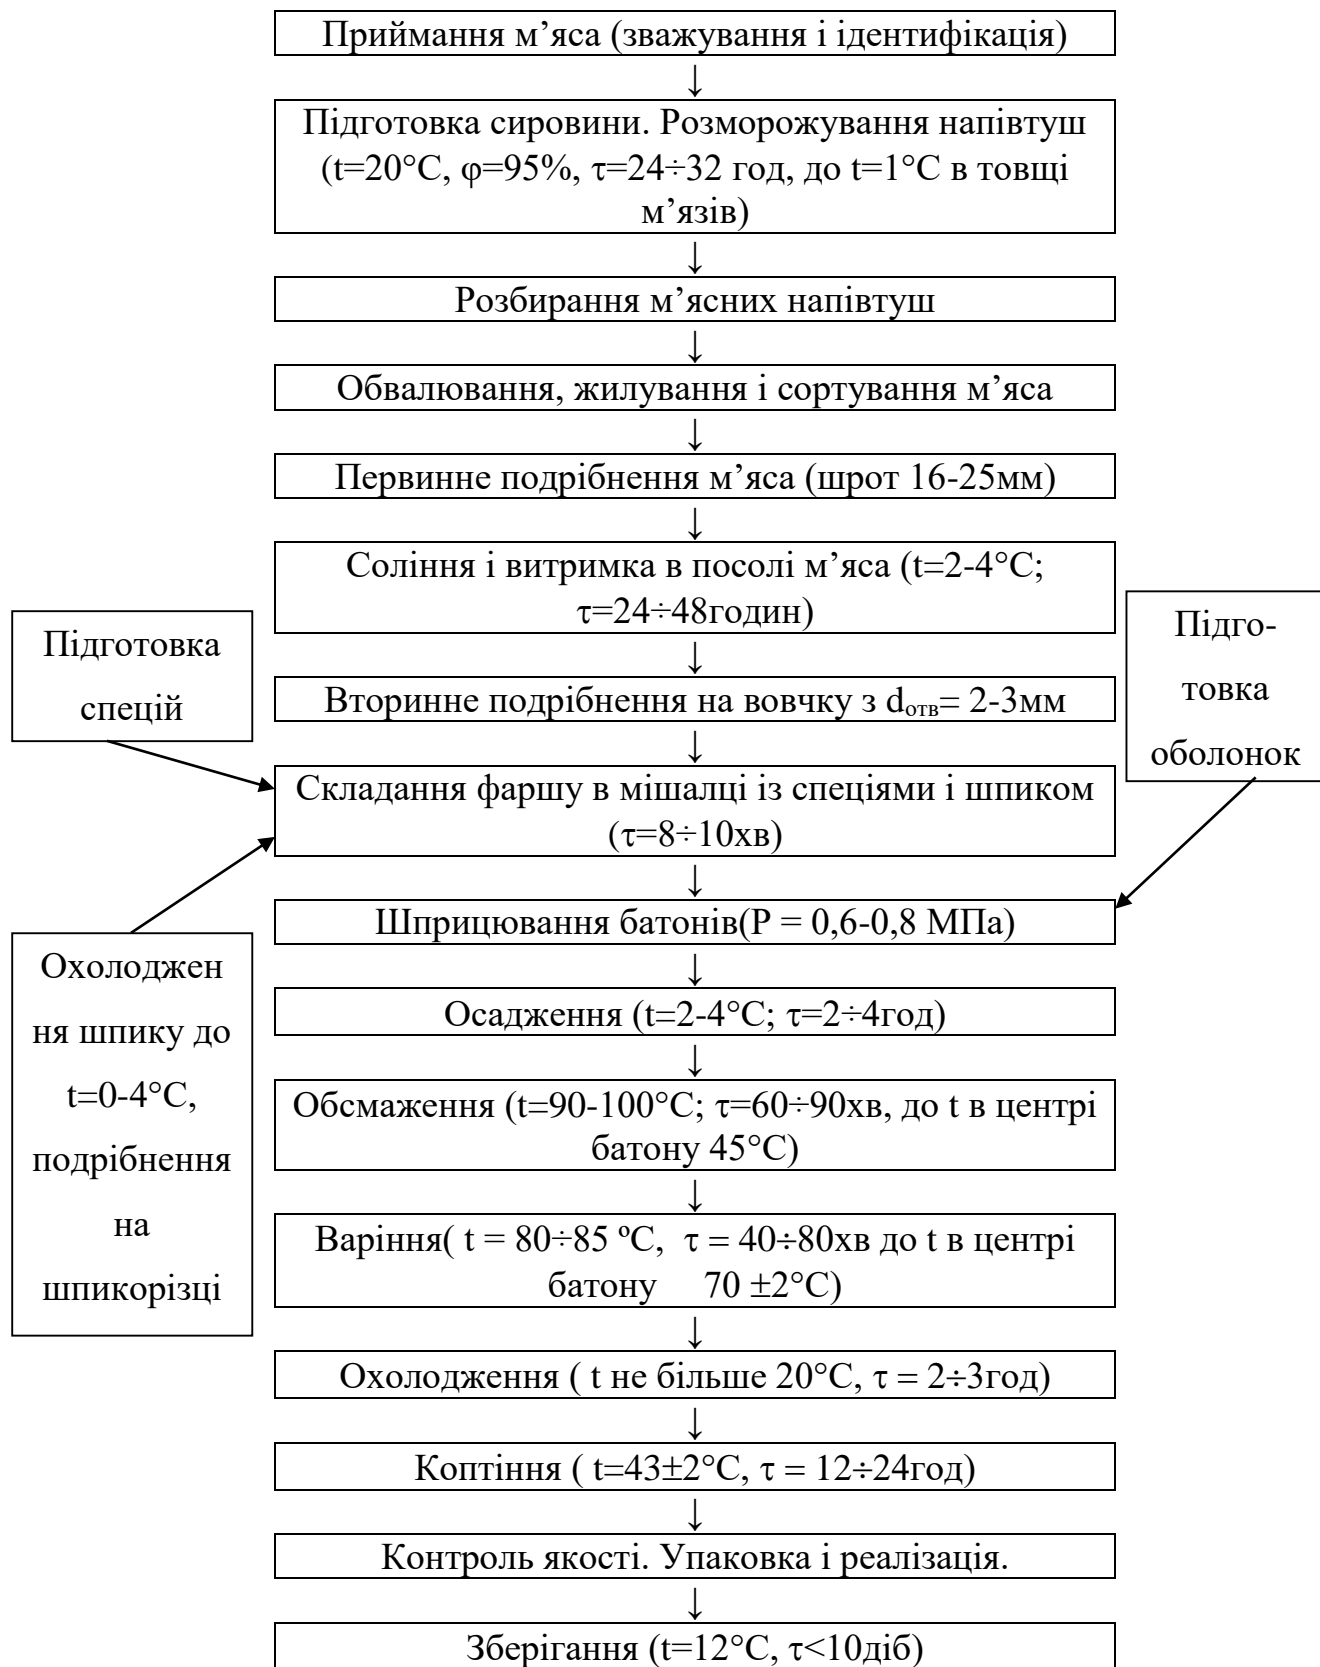 Приймання м’яса (зважування і ідентифікація)
↓
Підготовка сировини. Розморожування напівтуш
(t=20°С, φ=95%, τ=24÷32 год, до t=1°С в товщі
м’язів)
↓
Розбирання м’ясних напівтуш
↓
Обвалювання, жилування і сортування м’яса
↓
Первинне подрібнення м’яса (шрот 16-25мм)
↓
Соління і витримка в посолі м’яса (t=2-4°С;
τ=24÷48годин)
↓
Підготовка
спецій
Підго-
товка
оболонок
Вторинне подрібнення на вовчку з dотв= 2-3мм
↓
Складання фаршу в мішалці із спеціями і шпиком
(τ=8÷10хв)
↓
Шприцювання батонів(Р = 0,6-0,8 МПа)
↓
Охолоджен
ня шпику до
t=0-4°С,
подрібнення
на
шпикорізці
Осадження (t=2-4°С; τ=2÷4год)
↓
Обсмаження (t=90-100°С; τ=60÷90хв, до t в центрі
батону 45°С)
↓
Варіння( t = 80÷85 ºС, τ = 40÷80хв до t в центрі
батону 70 ±2°С)
↓
Охолодження ( t не більше 20°С, τ = 2÷3год)
↓
Коптіння ( t=43±2°С, τ = 12÷24год)
↓
Контроль якості. Упаковка і реалізація.
↓
Зберігання (t=12°С, τ<10діб)